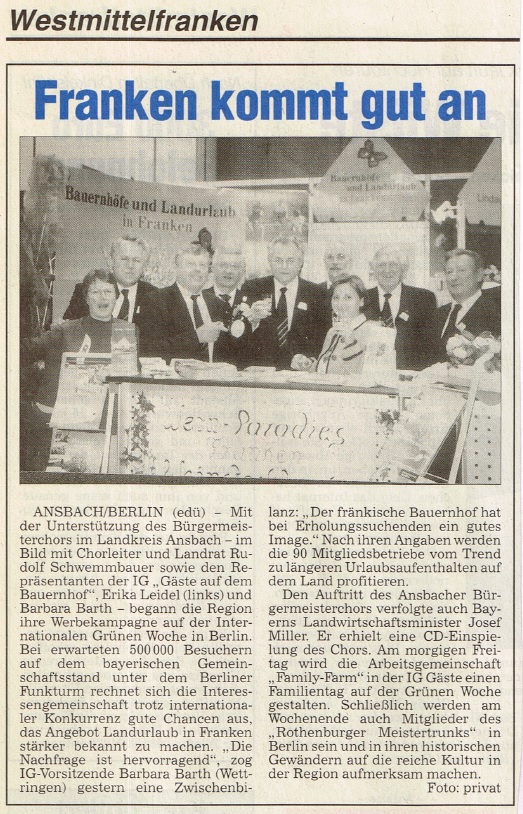 Westmittelfranken
Franken kommt gut an
Bauernhöfe und Landurlaub
in Franken
Bauernhöfe
und Landurlaub
Linda
Wein-Paradies
Franken
ANSBACH/BERLIN (edü) – Mit
der Unterstützung des Bürgermeis-
terchors im Landkreis Ansbach – im
Bild mit Chorleiter und Landrat Ru-
dolf Schwemmbauer sowie den Re-
präsentanten der IG „Gäste auf dem
Bauernhof", Erika Leidel (links) und
Barbara Barth – begann die Region
ihre Werbekampagne auf der Inter-
nationalen Grünen Woche in Berlin.
Bei erwarteten 500 000 Besuchern
auf dem bayerischen Gemein-
schaftsstand unter dem Berliner
Funkturm rechnet sich die Interes-
sengemeinschaft trotz internationa-
ler Konkurrenz gute Chancen aus,
das Angebot Landurlaub in Franken
stärker bekannt zu machen. „Die
Nachfrage ist hervorragend", zog
IG-Vorsitzende Barbara Barth (Wett-
ringen) gestern eine Zwischenbi-
lanz: „Der fränkische Bauernhof hat
bei Erholungssuchenden ein gutes
Image." Nach ihren Angaben werden
die 90 Mitgliedsbetriebe vom Trend
zu längeren Urlaubsaufenthalten auf
dem Land profitieren.
Den Auftritt des Ansbacher Bür-
germeisterchors verfolgte auch Bay-
erns Landwirtschaftsminister Josef
Miller. Er erhielt eine CD-Einspie-
lung des Chors. Am morgigen Frei-
tag wird die Arbeitsgemeinschaft
„Family-Farm" in der IG Gäste einen
Familientag auf der Grünen Woche
gestalten. Schließlich werden am
Wochenende auch Mitglieder des
„Rothenburger Meistertrunks" in
Berlin sein und in ihren historischen
Gewändern auf die reiche Kultur in
der Region aufmerksam machen.
Foto: privat